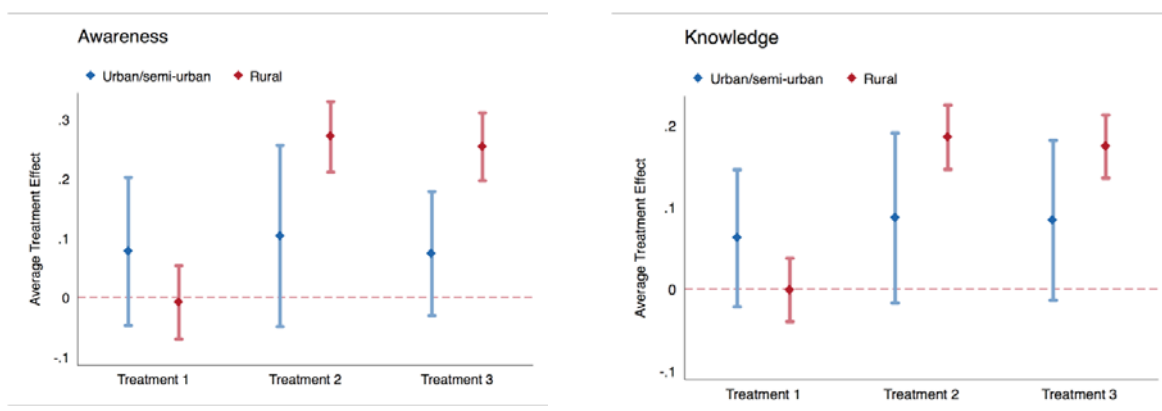 Awareness
Urban/semi-urban Rural
Average Treatment Effect
.3
.2
.1
0
-.1
Treatment 1 Treatment 2 Treatment 3
Knowledge
Urban/semi-urban Rural
Average Treatment Effect
.2
.1
0
-.1
Treatment 1 Treatment 2 Treatment 3